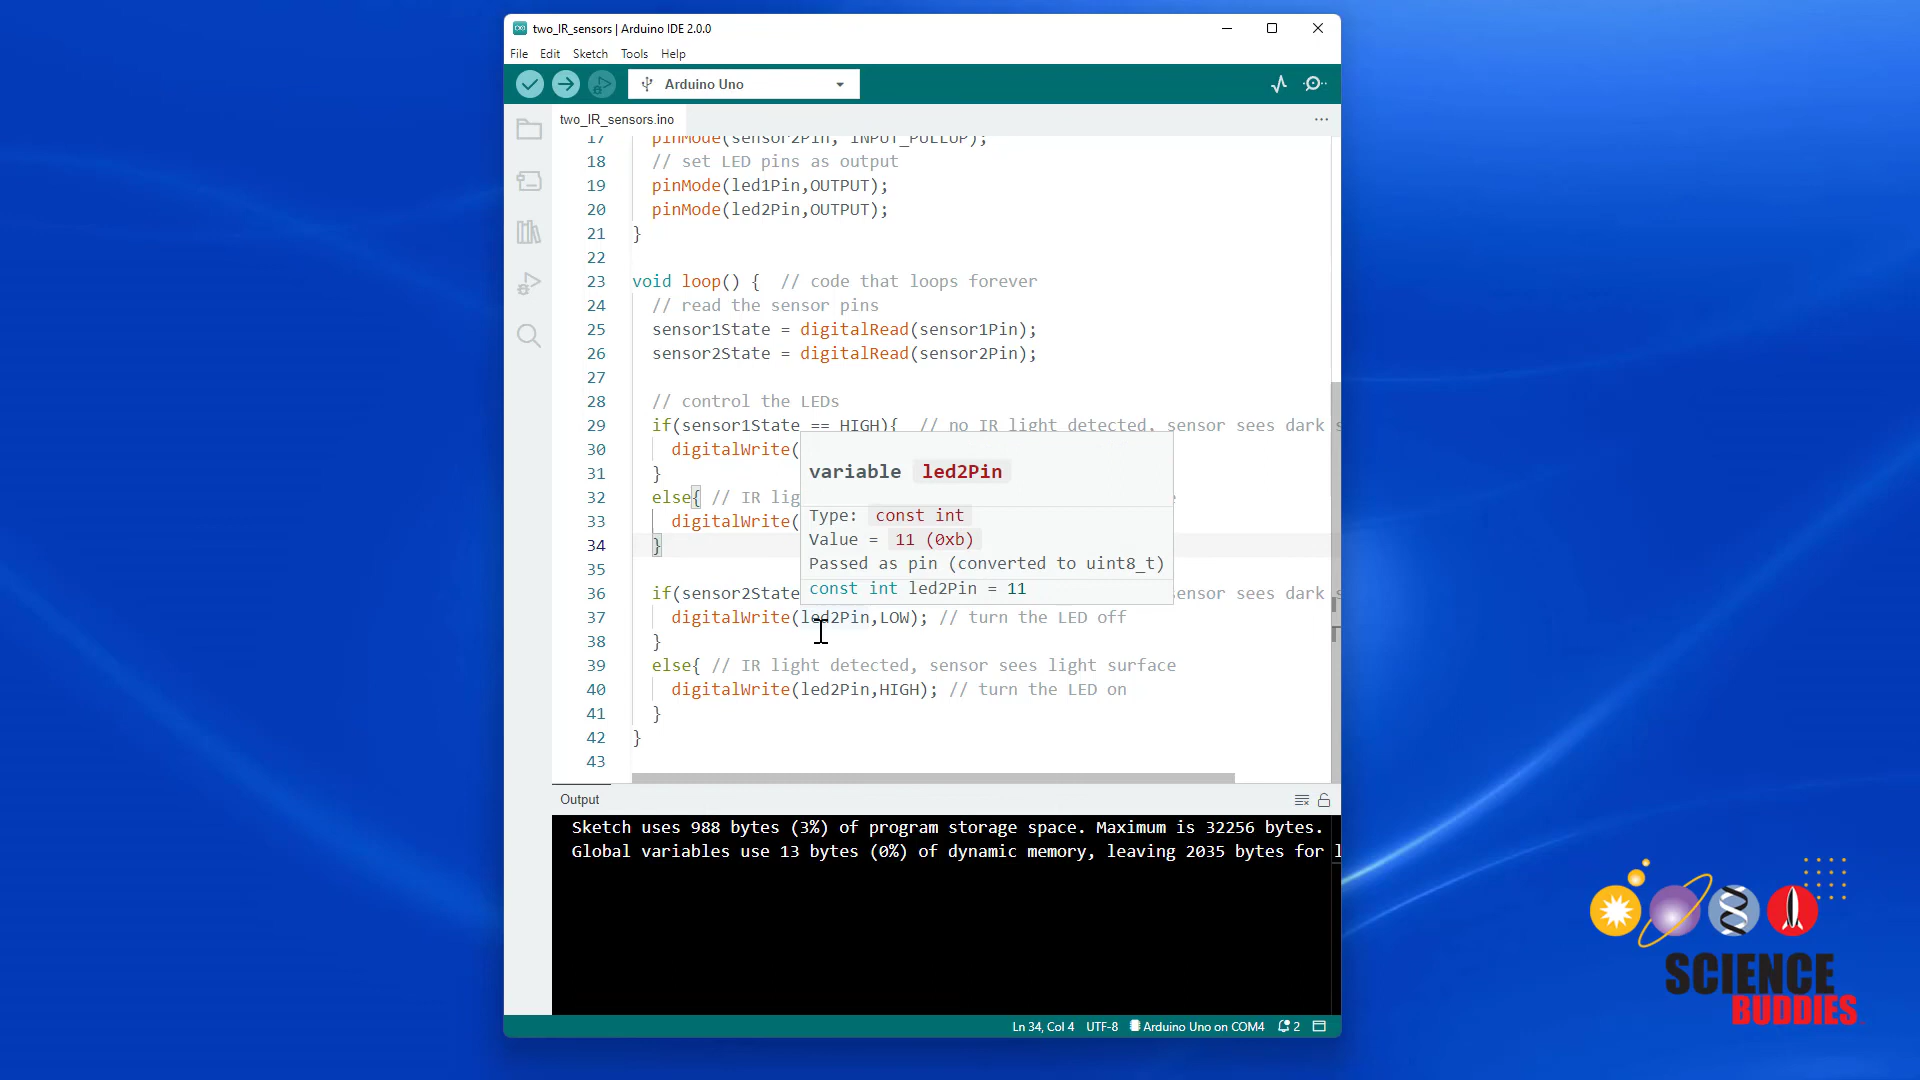 two_IR_sensors | Arduino IDE 2.0.0
File Edit Sketch Tools Help
Arduino Uno
two_IR_sensors.ino
17 pinMode(sensor2Pin, INPUT_PULLUP);
18 // set LED pins as output
19 pinMode(led1Pin,OUTPUT);
20 pinMode(led2Pin,OUTPUT);
21 }
22
23 void loop() { // code that loops forever
24 // read the sensor pins
25 sensor1State = digitalRead(sensor1Pin);
26 sensor2State = digitalRead(sensor2Pin);
27
28 // control the LEDs
29 if(sensor1State == HIGH){ // no IR light detected, sensor sees dark s
30 digitalWrite(
31 }
32 else{ // IR lig
33 digitalWrite(
34 }
35
36 if(sensor2State sensor sees dark s
37 digitalWrite(led2Pin,LOW); // turn the LED off
38 }
39 else{ // IR light detected, sensor sees light surface
40 digitalWrite(led2Pin,HIGH); // turn the LED on
41 }
42 }
43
variable led2Pin
Type: const int
Value = 11 (0xb)
Passed as pin (converted to uint8_t)
const int led2Pin = 11
Output
Sketch uses 988 bytes (3%) of program storage space. Maximum is 32256 bytes.
Global variables use 13 bytes (0%) of dynamic memory, leaving 2035 bytes for l
Ln 34, Col 4 UTF-8 Arduino Uno on COM4 2
SCIENCE
BUDDIES